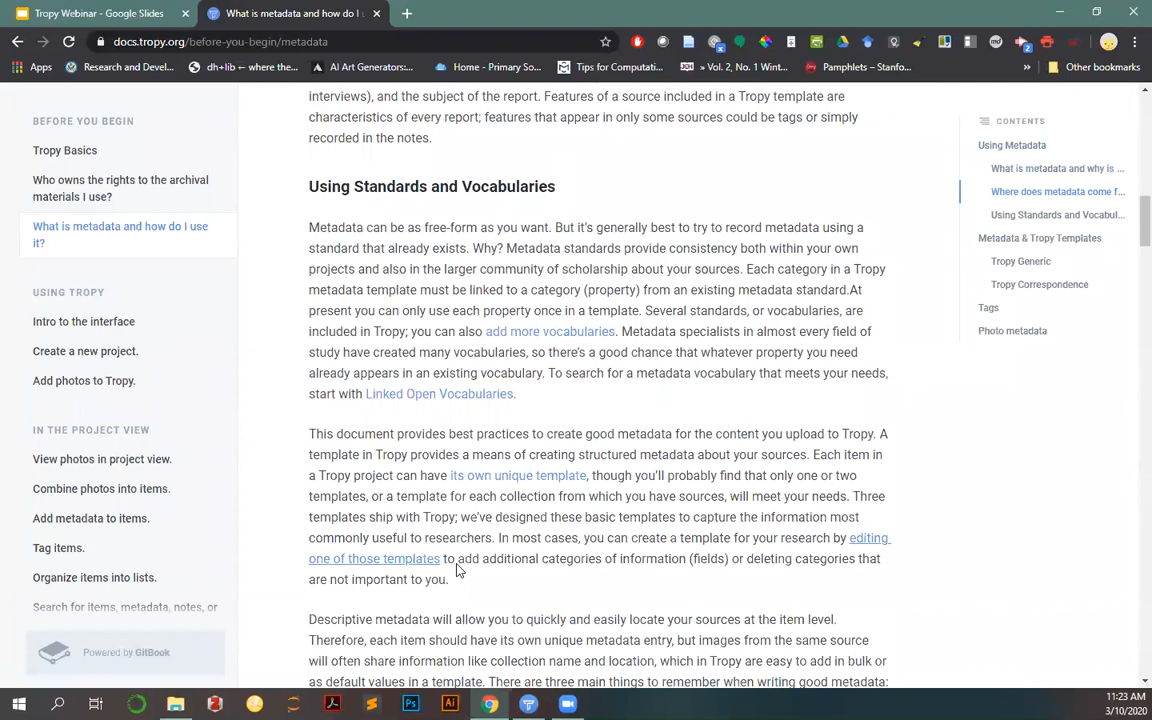 Tropy Webinar - Google Slides
What is metadata and how do I
docs.tropy.org/before-you-begin/metadata
Apps
Research and Devel...
dh+lib ← where the...
AI Art Generators:...
Home - Primary So...
Tips for Computati...
» Vol. 2, No. 1 Wint...
Pamphlets – Stanfo...
»
Other bookmarks
BEFORE YOU BEGIN
Tropy Basics
Who owns the rights to the archival
materials I use?
What is metadata and how do I use
it?
USING TROPY
Intro to the interface
Create a new project.
Add photos to Tropy.
IN THE PROJECT VIEW
View photos in project view.
Combine photos into items.
Add metadata to items.
Tag items.
Organize items into lists.
Search for items, metadata, notes, or
Powered by GitBook
interviews), and the subject of the report. Features of a source included in a Tropy template are
characteristics of every report; features that appear in only some sources could be tags or simply
recorded in the notes.
Using Standards and Vocabularies
Metadata can be as free-form as you want. But it's generally best to try to record metadata using a
standard that already exists. Why? Metadata standards provide consistency both within your own
projects and also in the larger community of scholarship about your sources. Each category in a Tropy
metadata template must be linked to a category (property) from an existing metadata standard.At
present you can only use each property once in a template. Several standards, or vocabularies, are
included in Tropy; you can also add more vocabularies. Metadata specialists in almost every field of
study have created many vocabularies, so there's a good chance that whatever property you need
already appears in an existing vocabulary. To search for a metadata vocabulary that meets your needs,
start with Linked Open Vocabularies.
This document provides best practices to create good metadata for the content you upload to Tropy. A
template in Tropy provides a means of creating structured metadata about your sources. Each item in
a Tropy project can have its own unique template, though you'll probably find that only one or two
templates, or a template for each collection from which you have sources, will meet your needs. Three
templates ship with Tropy; we've designed these basic templates to capture the information most
commonly useful to researchers. In most cases, you can create a template for your research by editing
one of those templates to add additional categories of information (fields) or deleting categories that
are not important to you.
Descriptive metadata will allow you to quickly and easily locate your sources at the item level.
Therefore, each item should have its own unique metadata entry, but images from the same source
will often share information like collection name and location, which in Tropy are easy to add in bulk or
as default values in a template. There are three main things to remember when writing good metadata:
CONTENTS
Using Metadata
What is metadata and why is ...
Where does metadata come f...
Using Standards and Vocabul...
Metadata & Tropy Templates
Tropy Generic
Tropy Correspondence
Tags
Photo metadata
11:23 AM
3/10/2020